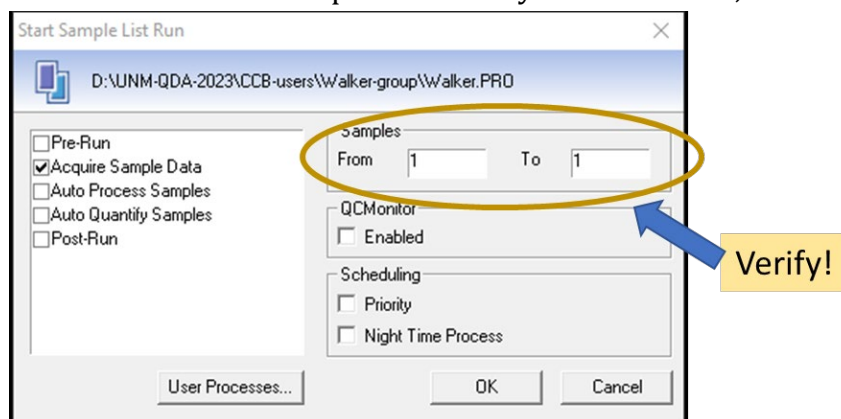 Start Sample List Run
D:\UNM-QDA-2023\CCB-users\Walker-group\Walker.PRO
Pre-Run
Acquire Sample Data
Auto Process Samples
Auto Quantify Samples
Post-Run
Samples
From 1 To 1
QCMonitor
Enabled
Scheduling
Priority
Night Time Process
Verify!
User Processes... OK Cancel